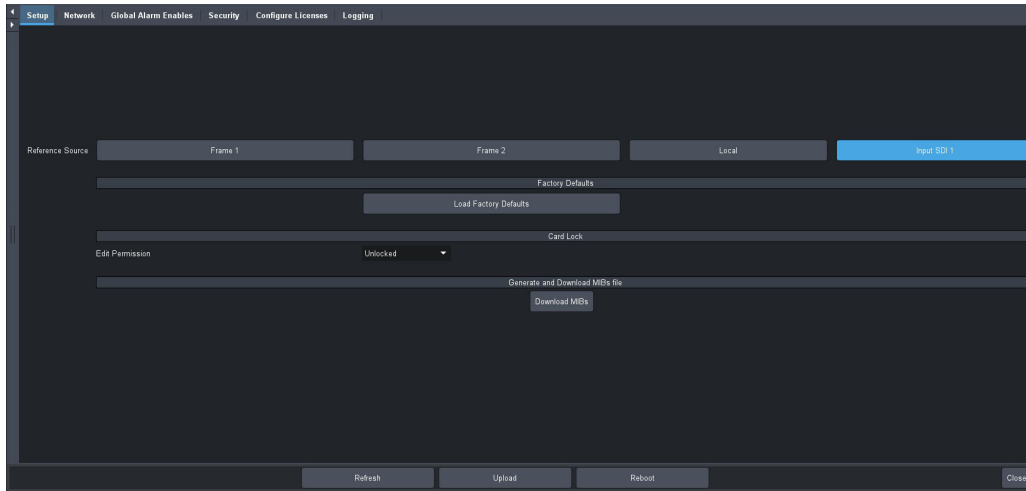 Setup Network Global Alarm Enables Security Configure Licenses Logging
Reference Source Frame 1 Frame 2 Local Input SDI 1
Factory Defaults
Load Factory Defaults
Card Lock
Edit Permission Unlocked
Generate and Download MIBs file
Download MIBs
Refresh Upload Reboot Close